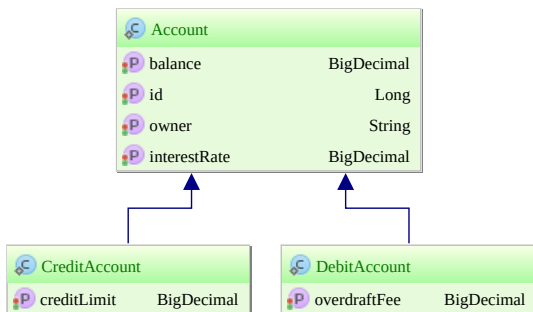 Account
balance BigDecimal
id Long
owner String
interestRate BigDecimal
CreditAccount
creditLimit BigDecimal
DebitAccount
overdraftFee BigDecimal